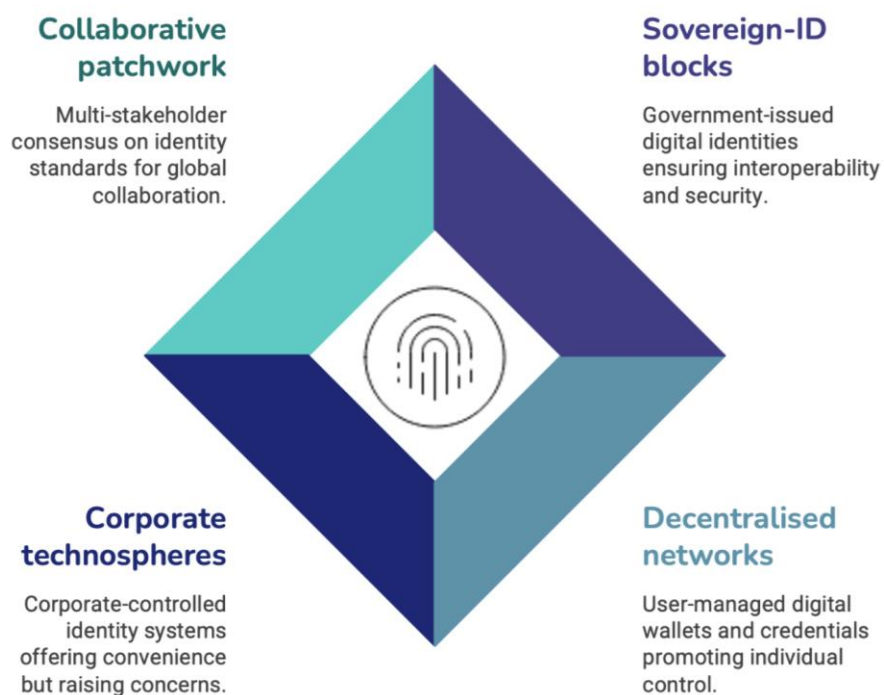 Collaborative
patchwork
Multi-stakeholder
consensus on identity
standards for global
collaboration.
Sovereign-ID
blocks
Government-issued
digital identities
ensuring interoperability
and security.
Corporate
technospheres
Corporate-controlled
identity systems
offering convenience
but raising concerns.
Decentralised
networks
User-managed digital
wallets and credentials
promoting individual
control.